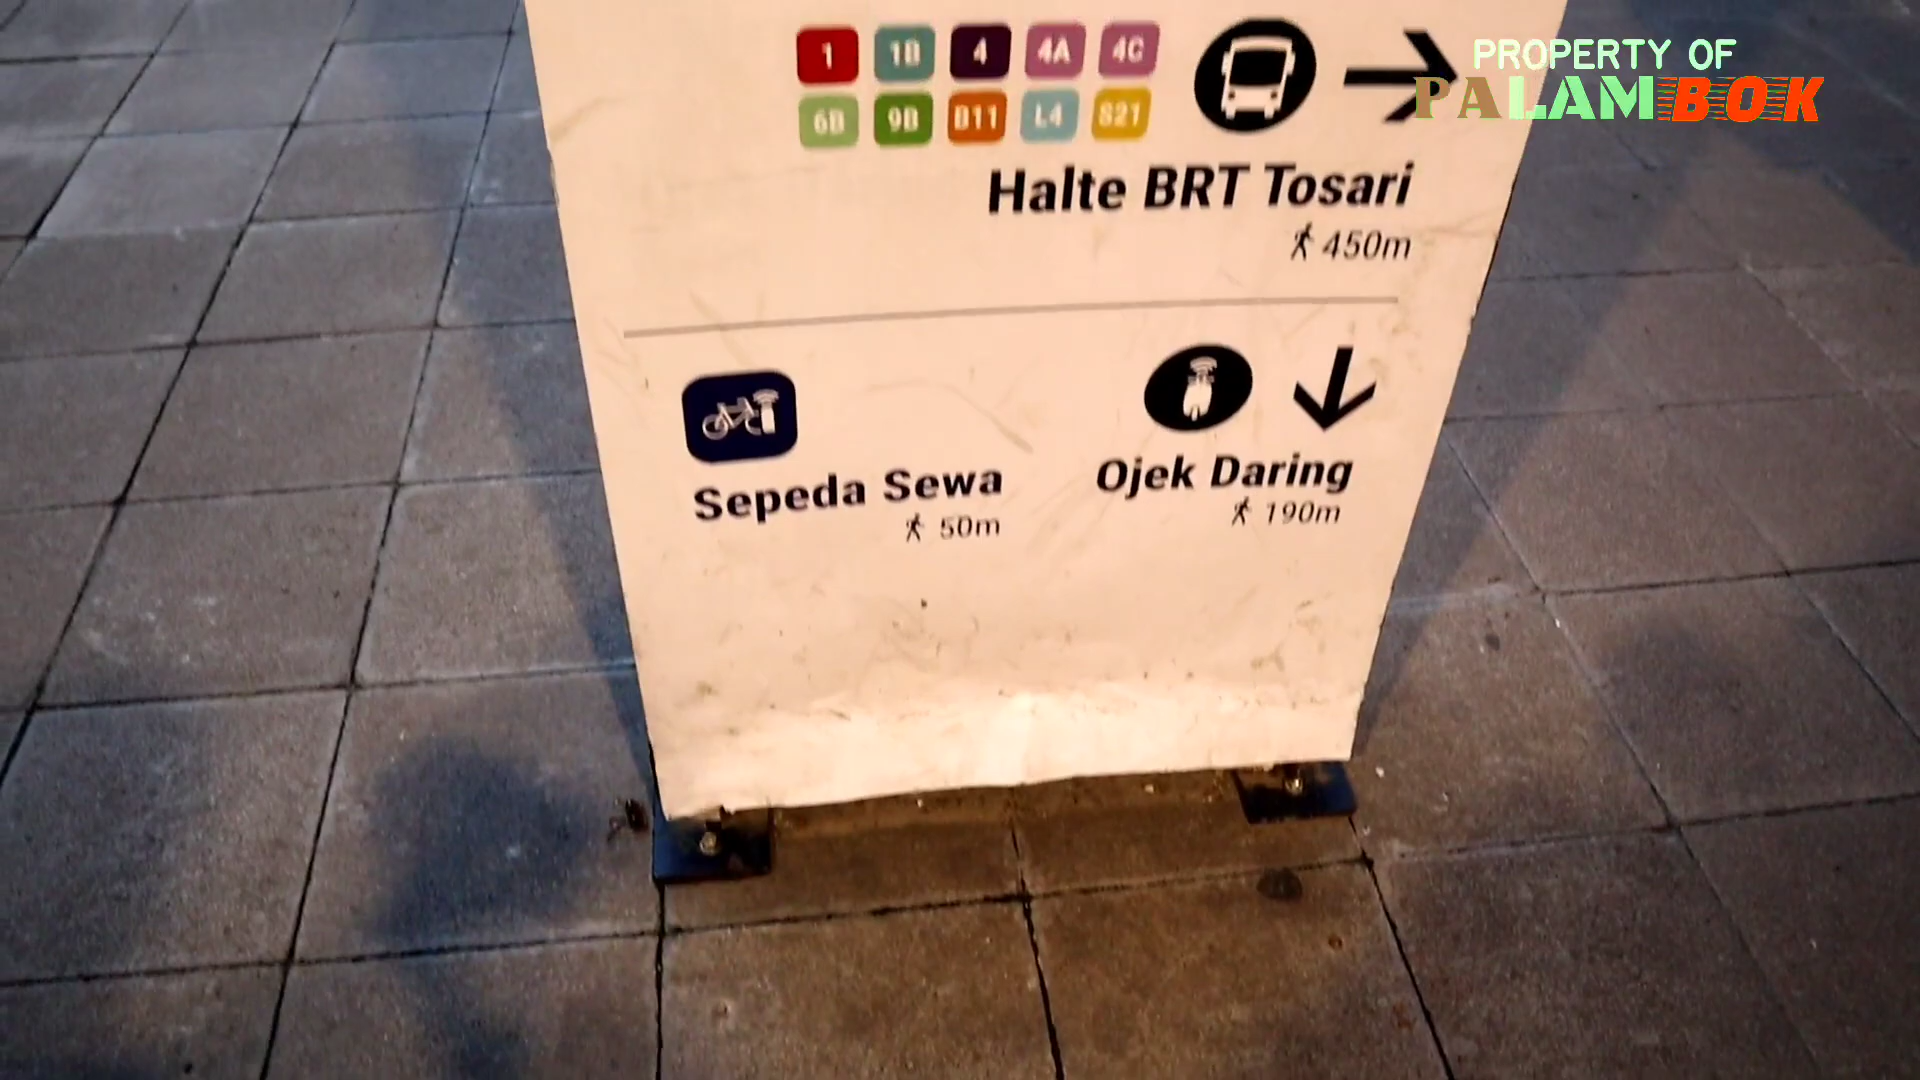 1 1B 4 4A 4C
6B 9B B11 L4 S21
Halte BRT Tosari
450m
Sepeda Sewa
50m
Ojek Daring
190m
PROPERTY OF
PALAMBOK